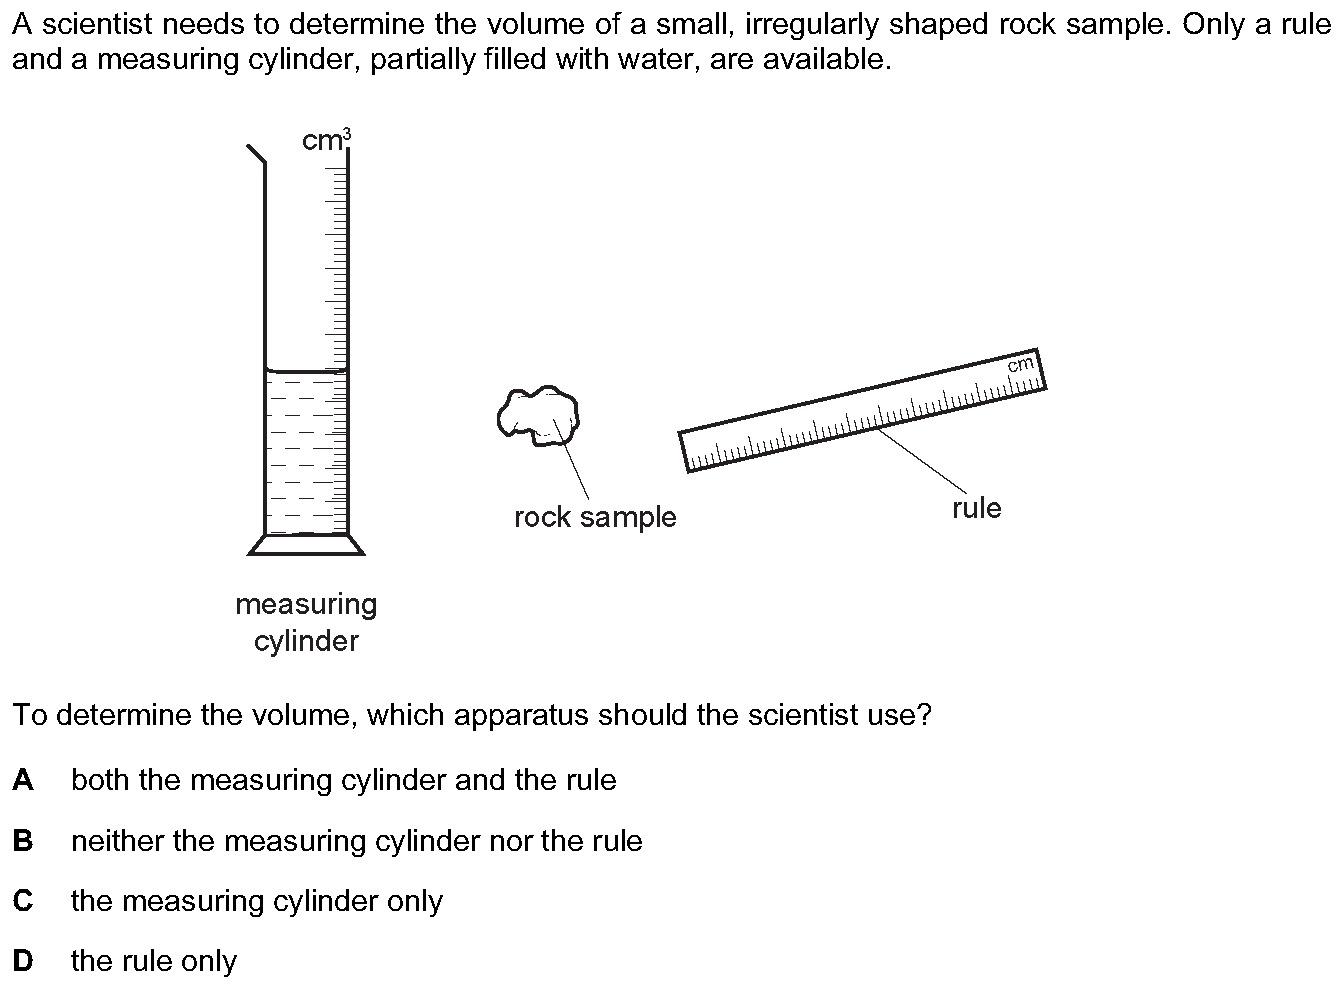 A scientist needs to determine the volume of a small, irregularly shaped rock sample. Only a rule
and a measuring cylinder, partially filled with water, are available.
cm³
cm
rock sample
rule
measuring
cylinder
To determine the volume, which apparatus should the scientist use?
A both the measuring cylinder and the rule
B neither the measuring cylinder nor the rule
C the measuring cylinder only
D the rule only